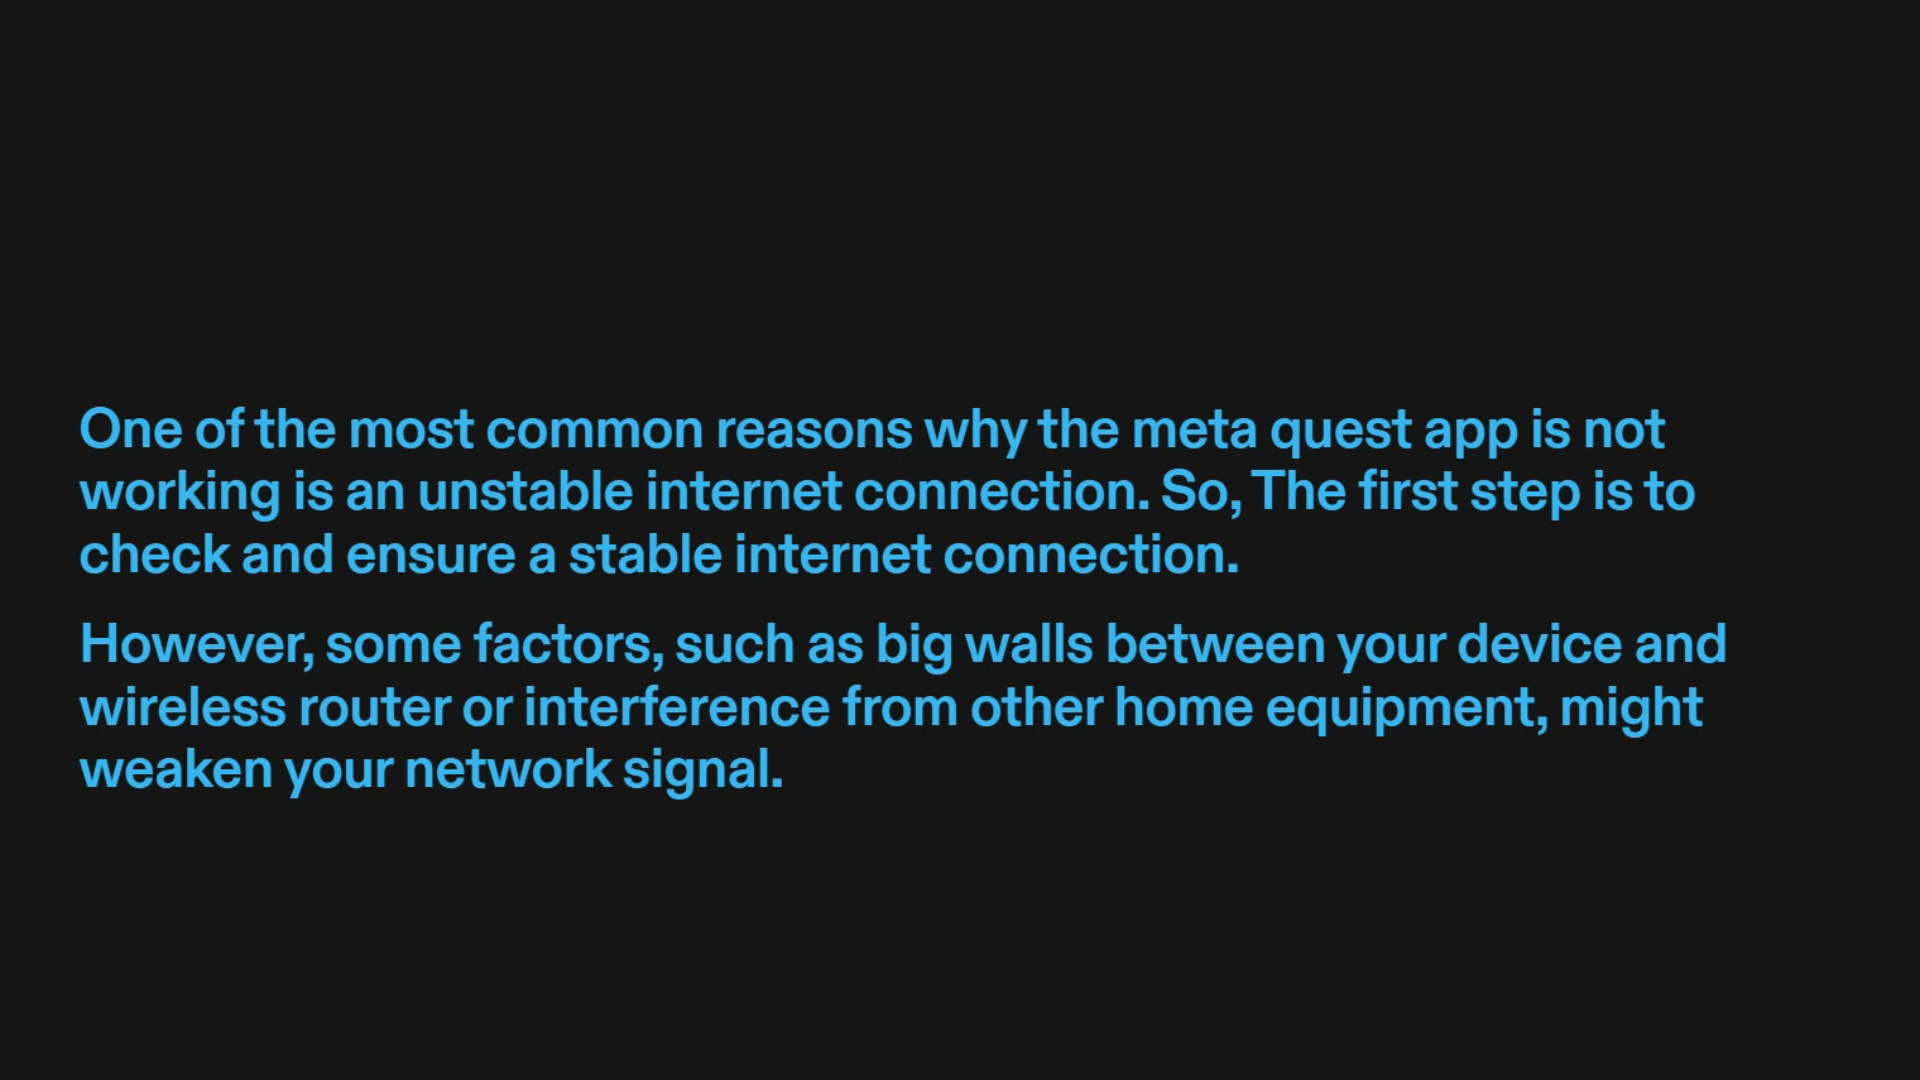 One of the most common reasons why the meta quest app is not
working is an unstable internet connection. So, The first step is to
check and ensure a stable internet connection.
However, some factors, such as big walls between your device and
wireless router or interference from other home equipment, might
weaken your network signal.